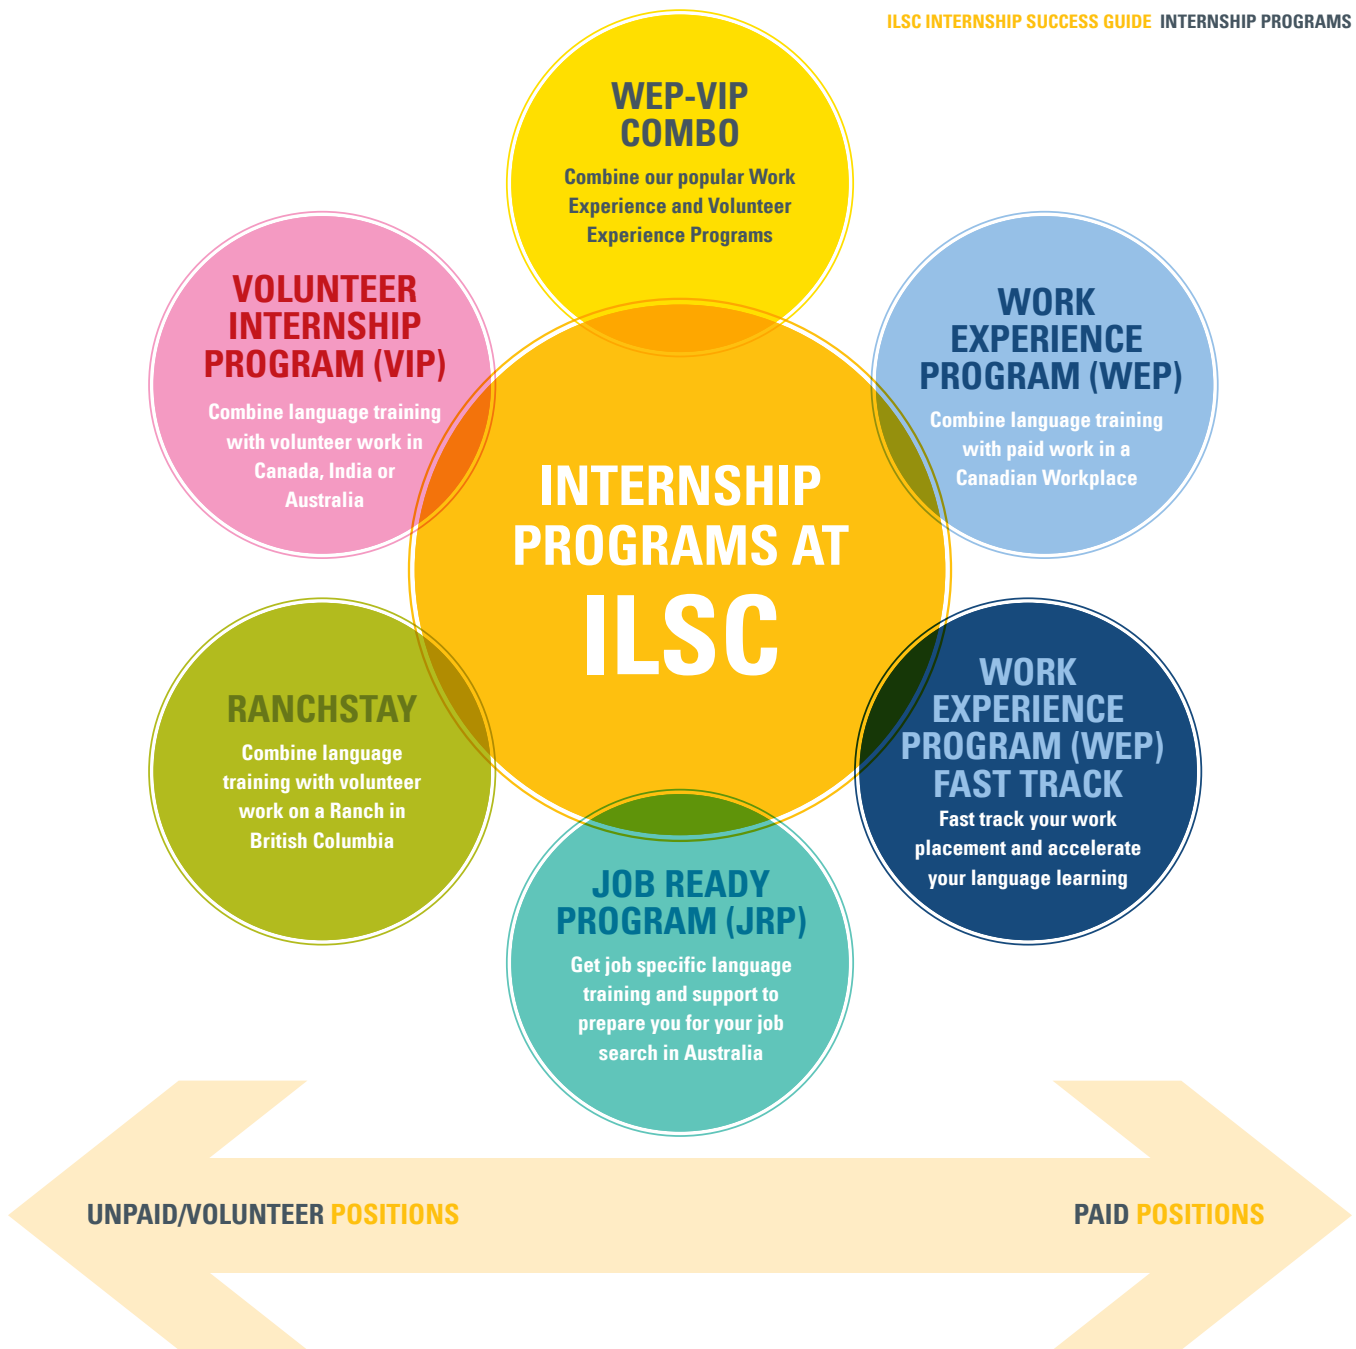 ILSC INTERNSHIP SUCCESS GUIDE INTERNSHIP PROGRAMS
WEP-VIP
COMBO
Combine our popular Work
Experience and Volunteer
Experience Programs
VOLUNTEER
INTERNSHIP
PROGRAM (VIP)
Combine language training
with volunteer work in
Canada, India or
Australia
WORK
EXPERIENCE
PROGRAM (WEP)
Combine language training
with paid work in a
Canadian Workplace
INTERNSHIP
PROGRAMS AT
ILSC
RANCHSTAY
Combine language
training with volunteer
work on a Ranch in
British Columbia
WORK
EXPERIENCE
PROGRAM (WEP)
FAST TRACK
Fast track your work
placement and accelerate
your language learning
JOB READY
PROGRAM (JRP)
Get job specific language
training and support to
prepare you for your job
search in Australia
UNPAID/VOLUNTEER POSITIONS
PAID POSITIONS